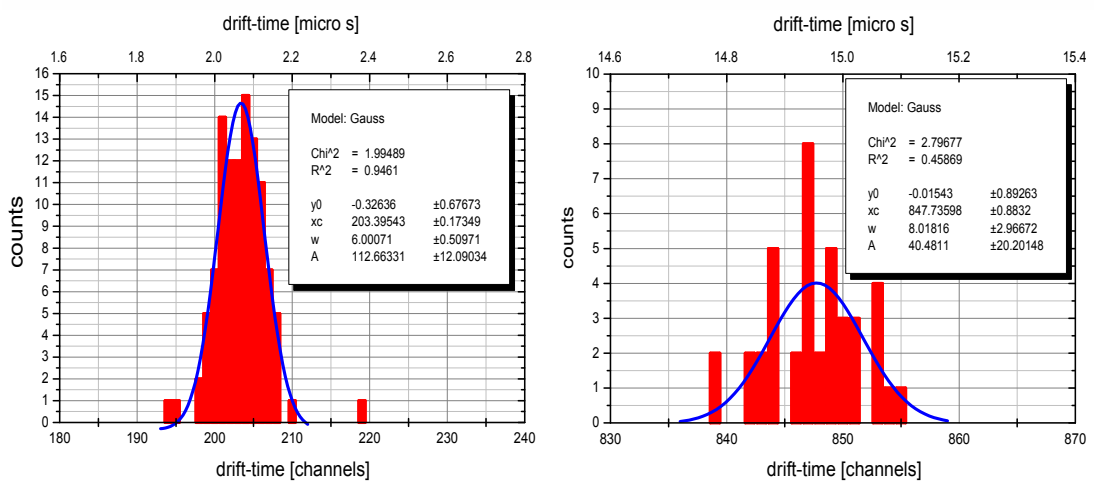 drift-time [micro s]
1.6 1.8 2.0 2.2 2.4 2.6 2.8
16
15
14
13
12
11
10
9
8
7
6
5
4
3
2
1
0
counts
Model: Gauss
Chi^2 = 1.99489
R^2 = 0.9461
y0 -0.32636 ±0.67673
xc 203.39543 ±0.17349
w 6.00071 ±0.50971
A 112.66331 ±12.09034
180 190 200 210 220 230 240
drift-time [channels]
drift-time [micro s]
14.6 14.8 15.0 15.2 15.4
10
9
8
7
6
5
4
3
2
1
0
counts
Model: Gauss
Chi^2 = 2.79677
R^2 = 0.45869
y0 -0.01543 ±0.89263
xc 847.73598 ±0.8832
w 8.01816 ±2.96672
A 40.4811 ±20.20148
830 840 850 860 870
drift-time [channels]